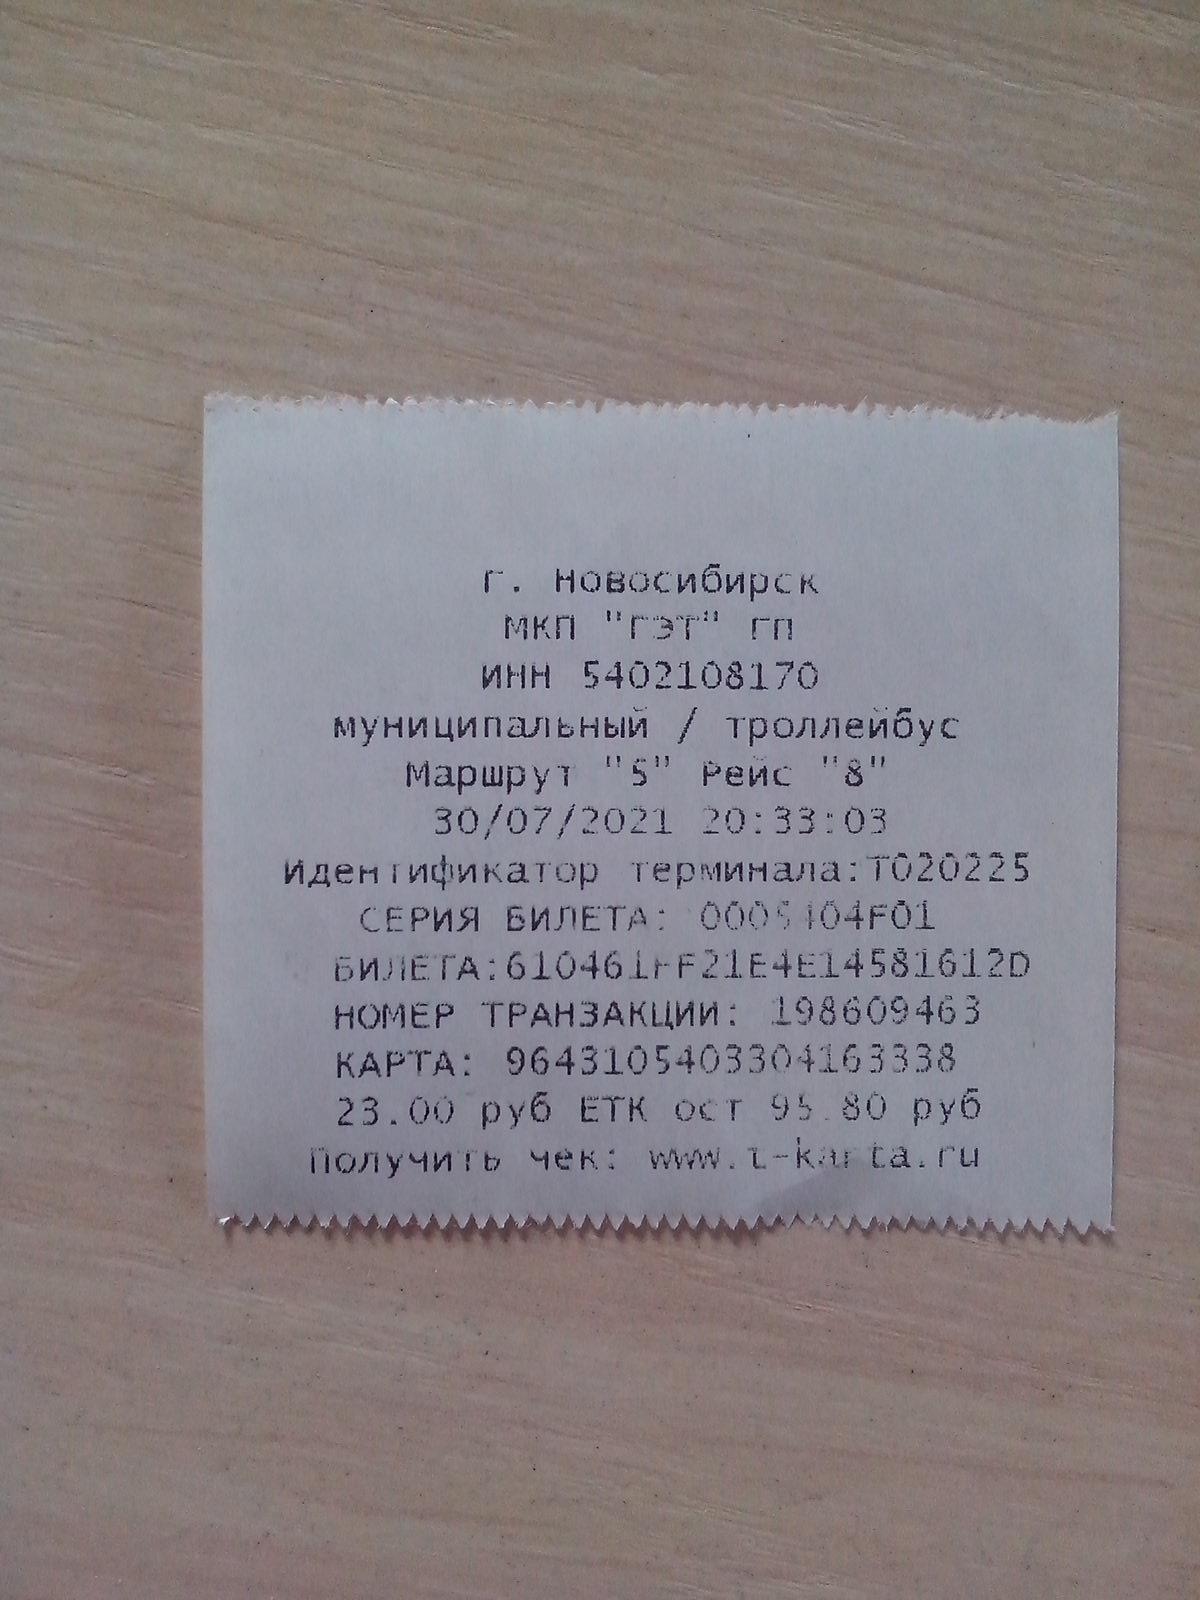 г. Новосибирск
МКП "ГЭТ" ГП
ИНН 5402108170
муниципальный / троллейбус
Маршрут "5" Рейс "8"
30/07/2021 20:33:03
Идентификатор терминала:T020225
СЕРИЯ БИЛЕТА:
БИЛЕТА:610461FF21E4E14581612D
НОМЕР ТРАНЗАКЦИИ: 198609463
КАРТА: 9643105403304163338
23.00 руб ЕТК ост 95.80 руб
Получить чек: www.t-karta.ru